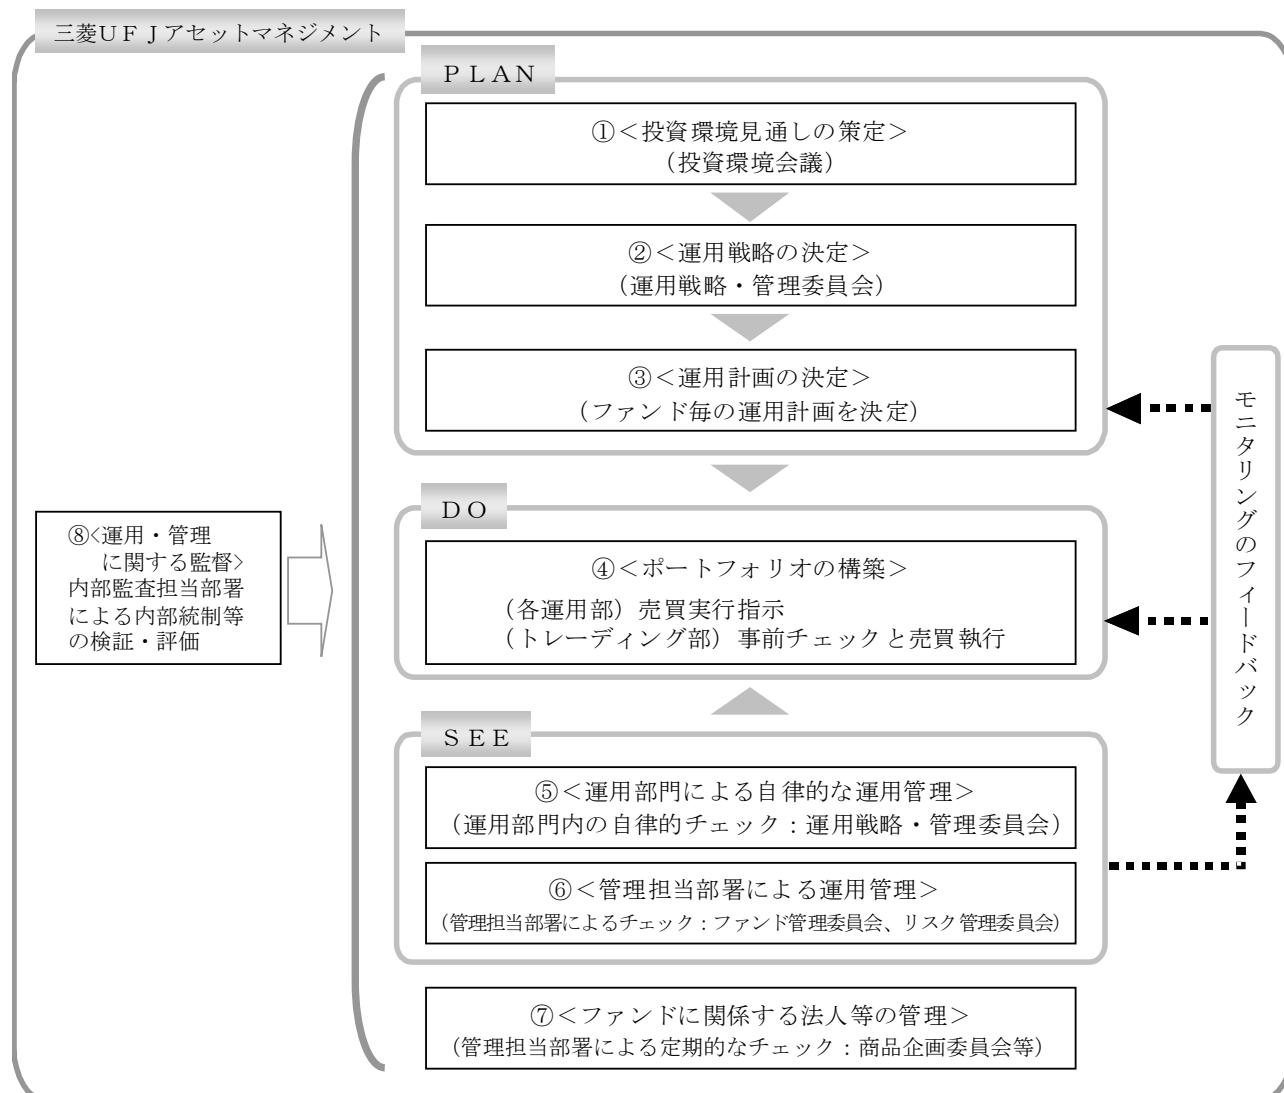 三菱ＵＦＪアセットマネジメント
ＰＬＡＮ
①＜投資環境見通しの策定＞
（投資環境会議）
②＜運用戦略の決定＞
（運用戦略・管理委員会）
③＜運用計画の決定＞
（ファンド毎の運用計画を決定）
ＤＯ
④＜ポートフォリオの構築＞
（各運用部）売買実行指示
（トレーディング部）事前チェックと売買執行
ＳＥＥ
⑤＜運用部門による自律的な運用管理＞
（運用部門内の自律的チェック：運用戦略・管理委員会）
⑥＜管理担当部署による運用管理＞
（管理担当部署によるチェック：ファンド管理委員会、リスク管理委員会）
⑦＜ファンドに関係する法人等の管理＞
（管理担当部署による定期的なチェック：商品企画委員会等）
⑧<運用・管理
に関する監督>
内部監査担当部署
による内部統制等
の検証・評価
モニタリングのフィードバック